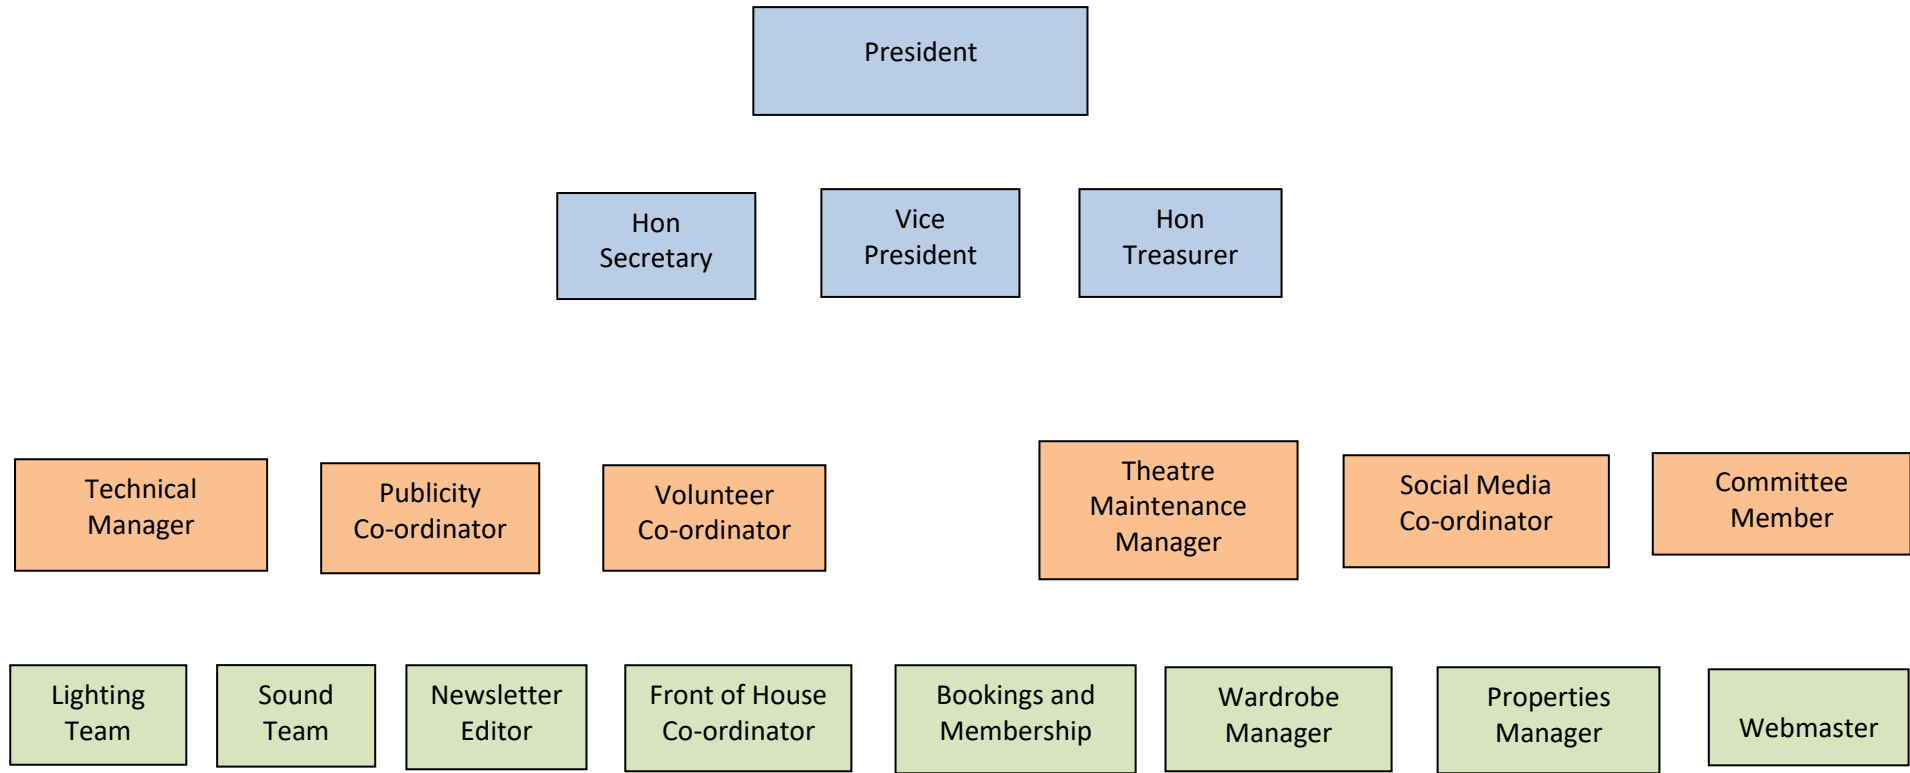 President
Hon
Secretary
Vice
President
Hon
Treasurer
Technical
Manager
Publicity
Co-ordinator
Volunteer
Co-ordinator
Theatre
Maintenance
Manager
Social Media
Co-ordinator
Committee
Member
Lighting
Team
Sound
Team
Newsletter
Editor
Front of House
Co-ordinator
Bookings and
Membership
Wardrobe
Manager
Properties
Manager
Webmaster